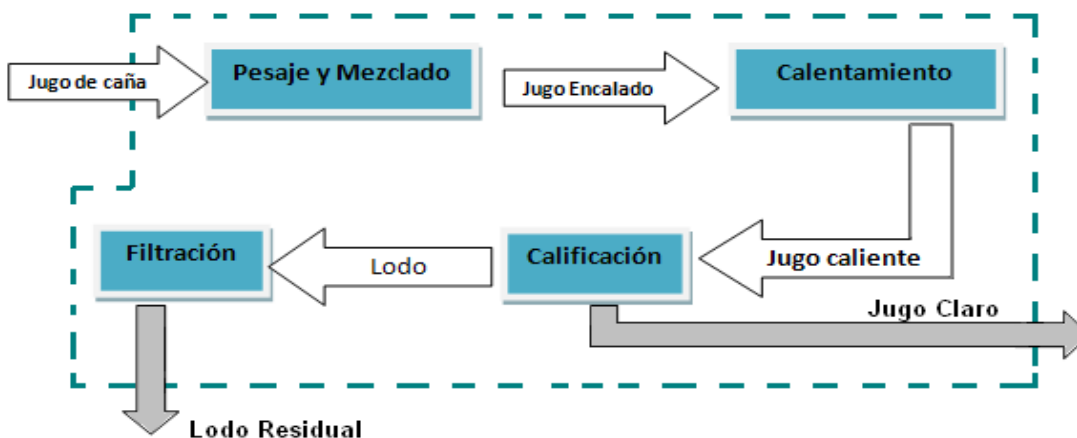 Jugo de caña
Pesaje y Mezclado
Jugo Encalado
Calentamiento
Filtración
Lodo
Calificación
Jugo caliente
Jugo Claro
Lodo Residual